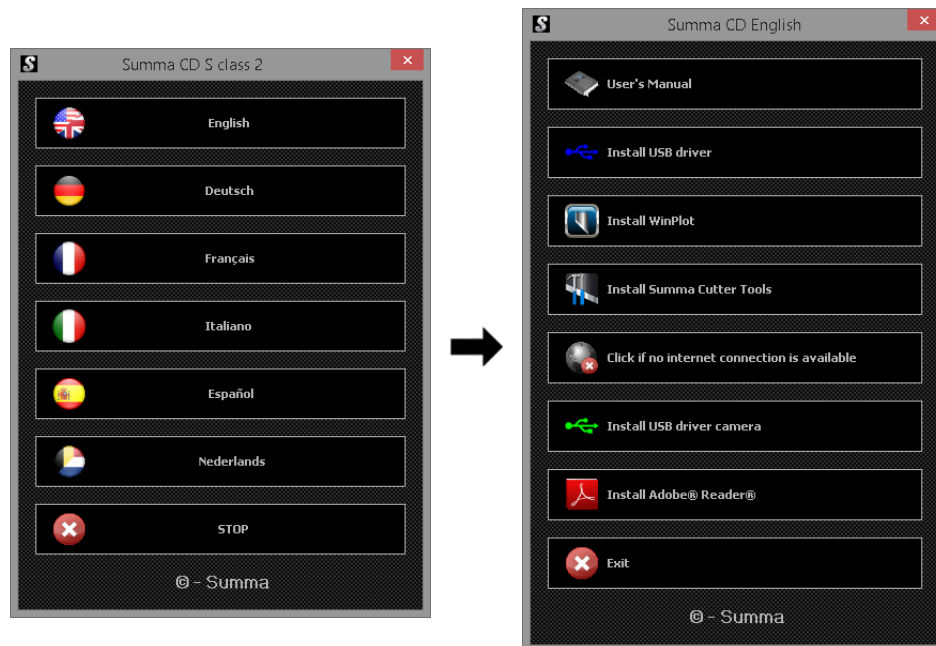 Summa CD S class 2
English
Deutsch
Français
Italiano
Español
Nederlands
STOP
© - Summa
Summa CD English
User's Manual
Install USB driver
Install WinPlot
Install Summa Cutter Tools
Click if no internet connection is available
Install USB driver camera
Install Adobe® Reader®
Exit
© - Summa